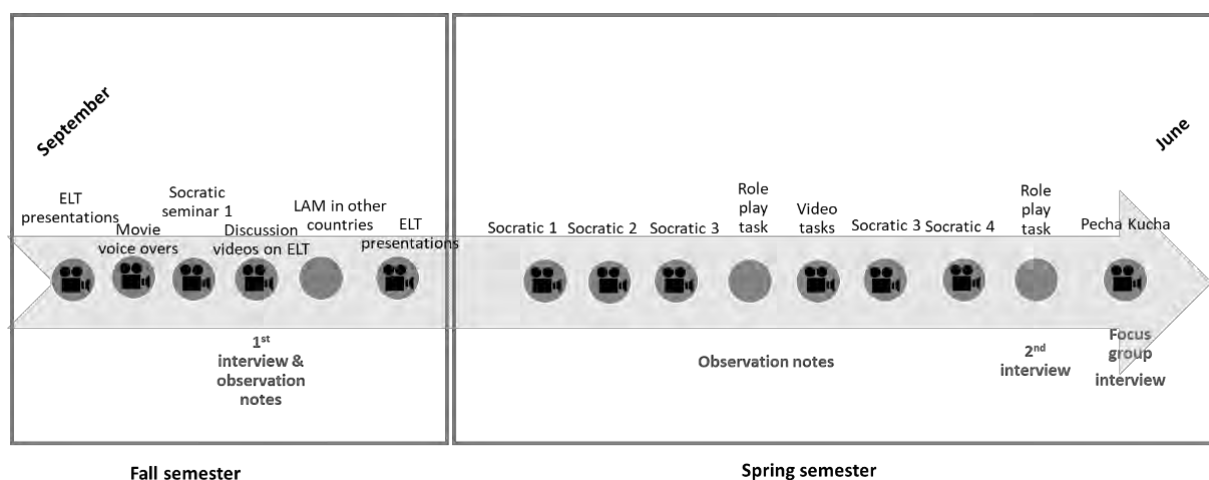 September
June
ELT
presentations
Movie
voice overs
Socratic
seminar 1
Discussion
videos on ELT
LAM in other
countries
ELT
presentations
Socratic 1
Socratic 2
Socratic 3
Role
play
task
Video
tasks
Socratic 3
Socratic 4
Role
play
task
Pecha Kucha
1st
interview &
observation
notes
Observation notes
2nd
interview
Focus
group
interview
Fall semester
Spring semester